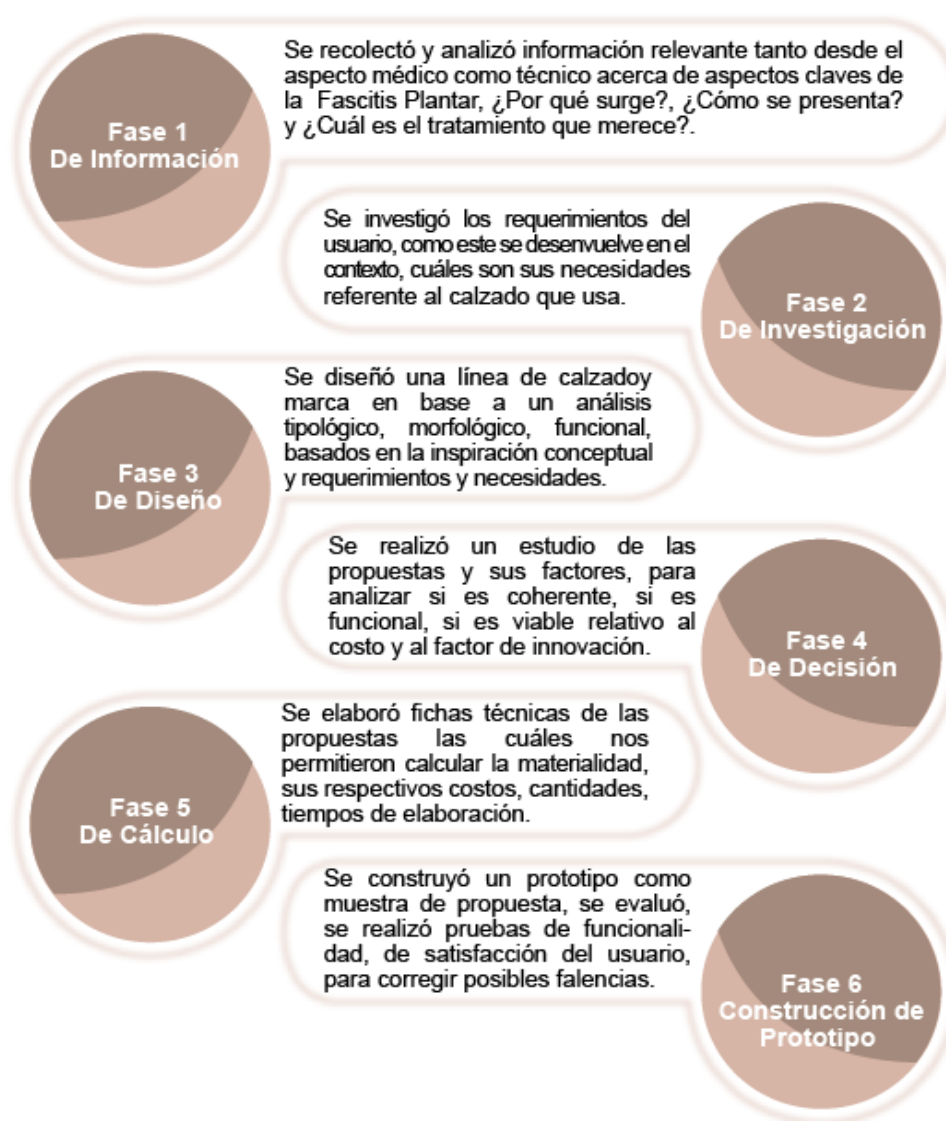 Se recolectó y analizó información relevante tanto desde el
aspecto médico como técnico acerca de aspectos claves de
la Fascitis Plantar, ¿Por qué surge?, ¿Cómo se presenta?
y ¿Cuál es el tratamiento que merece?.
Fase 1
De Información
Se investigó los requerimientos del
usuario, como este se desenvuelve en el
contexto, cuáles son sus necesidades
referente al calzado que usa.
Fase 2
De Investigación
Se diseñó una línea de calzadoy
marca en base a un análisis
tipológico, morfológico, funcional,
basados en la inspiración conceptual
y requerimientos y necesidades.
Fase 3
De Diseño
Se realizó un estudio de las
propuestas y sus factores, para
analizar si es coherente, si es
funcional, si es viable relativo al
costo y al factor de innovación.
Fase 4
De Decisión
Se elaboró fichas técnicas de las
propuestas las cuáles nos
permitieron calcular la materialidad,
sus respectivos costos, cantidades,
tiempos de elaboración.
Fase 5
De Cálculo
Se construyó un prototipo como
muestra de propuesta, se evaluó,
se realizó pruebas de funcionali-
dad, de satisfacción del usuario,
para corregir posibles falencias.
Fase 6
Construcción de
Prototipo